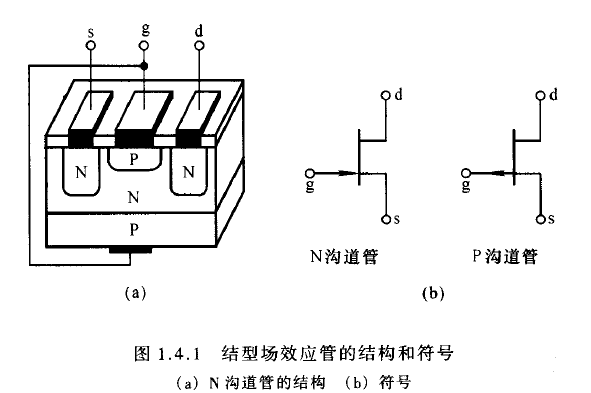 s g d
P
N N
N
P
(a)
d
g
s
N沟道管
d
g
s
P沟道管
(b)
图 1.4.1 结型场效应管的结构和符号
(a) N 沟道管的结构 (b) 符号